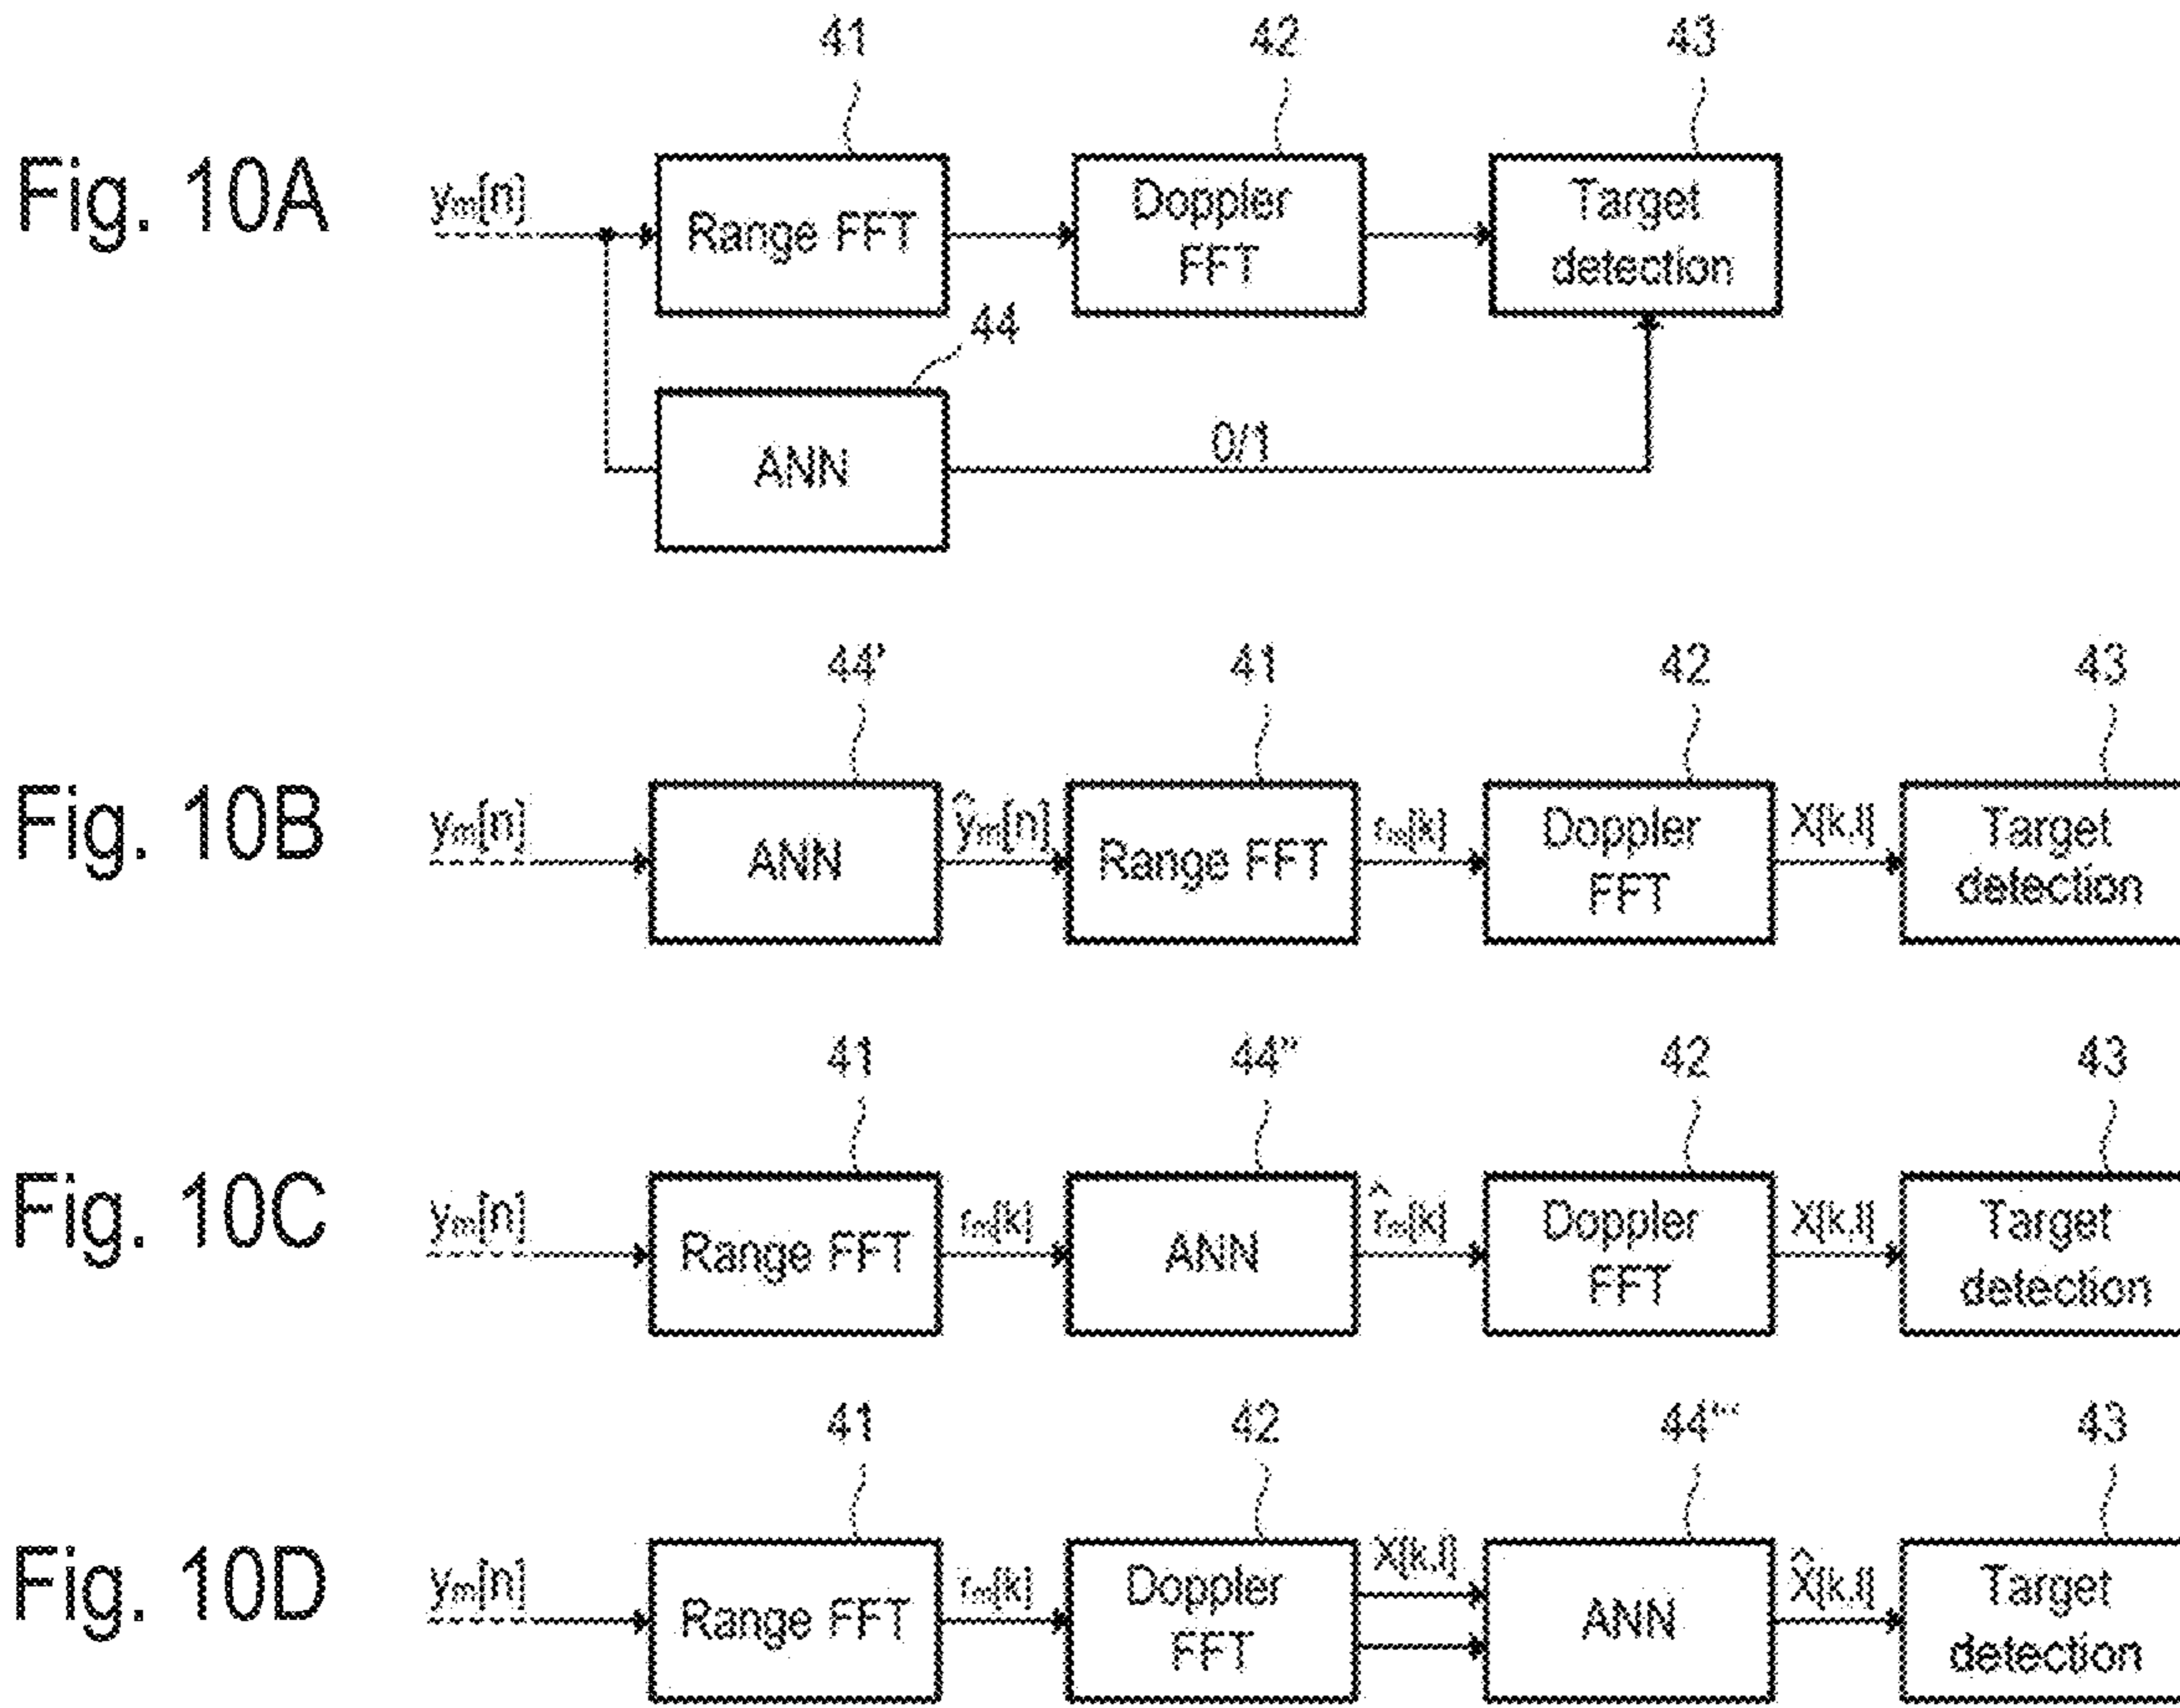 41 42 43
Fig. 10A
yₘ[n]
Range FFT
Doppler
FFT
Target
detection
44
ANN
0/1
44' 41 42 43
Fig. 10B
yₘ[n]
ANN
ŷₘ[n]
Range FFT
rₘ[k]
Doppler
FFT
X[k,l]
Target
detection
41 44" 42 43
Fig. 10C
yₘ[n]
Range FFT
rₘ[k]
ANN
r̂ₘ[k]
Doppler
FFT
X[k,l]
Target
detection
41 42 44''' 43
Fig. 10D
yₘ[n]
Range FFT
rₘ[k]
Doppler
FFT
X[k,l]
ANN
X̂[k,l]
Target
detection